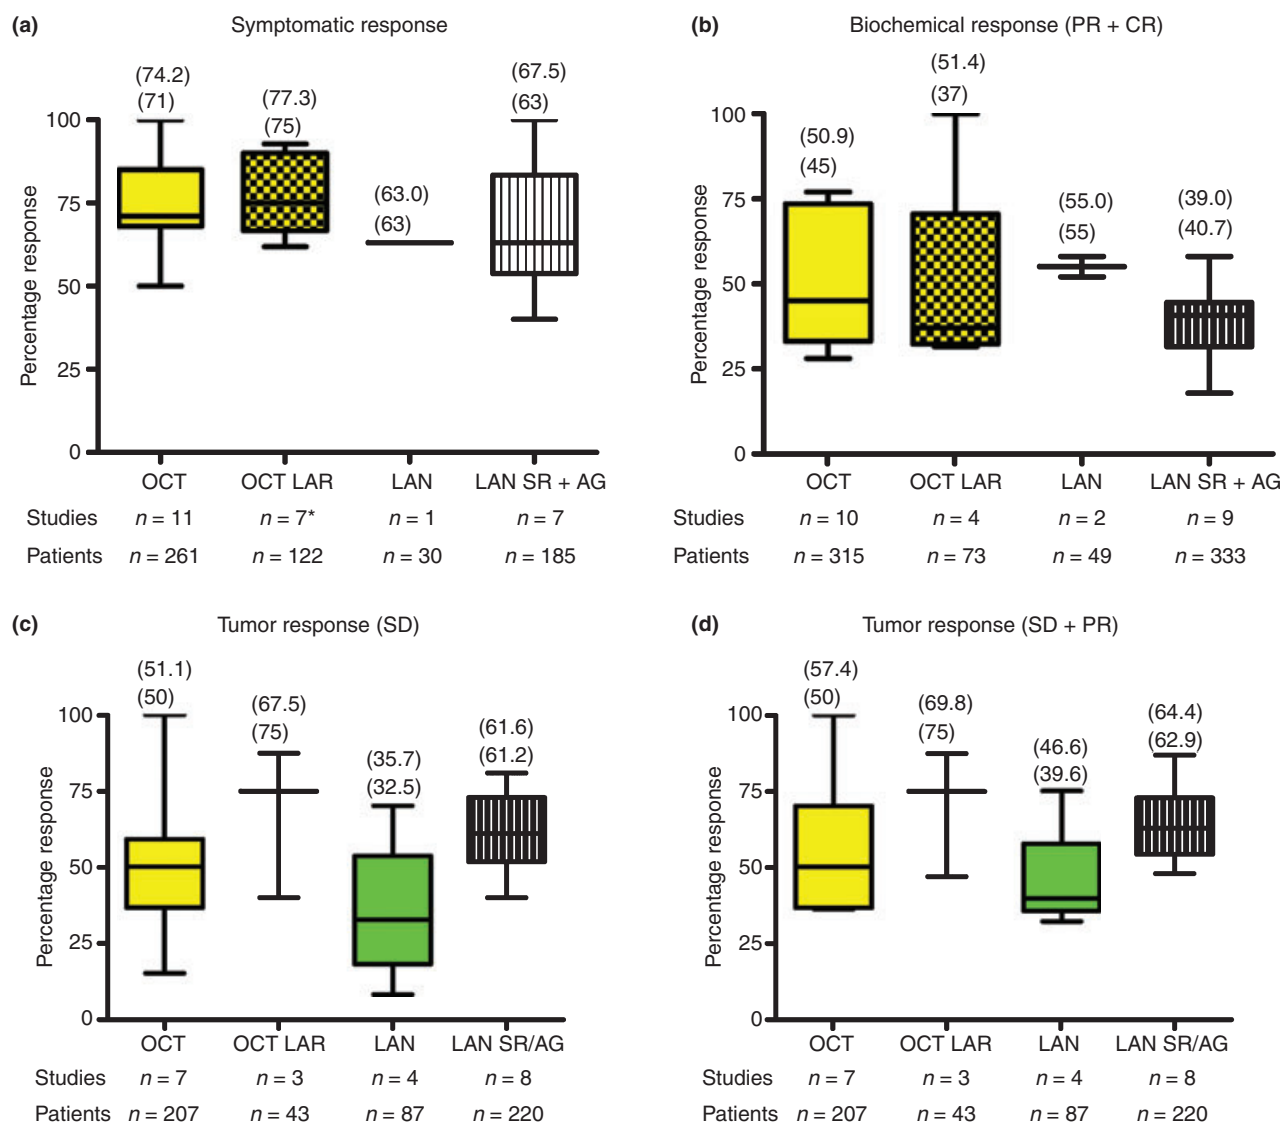 (a) Symptomatic response
(74.2)
(71)
(77.3)
(75)
(63.0)
(63)
(67.5)
(63)
Percentage response
100
75
50
25
0
OCT OCT LAR LAN LAN SR + AG
Studies n = 11 n = 7* n = 1 n = 7
Patients n = 261 n = 122 n = 30 n = 185
(b) Biochemical response (PR + CR)
(50.9)
(45)
(51.4)
(37)
(55.0)
(55)
(39.0)
(40.7)
Percentage response
100
75
50
25
0
OCT OCT LAR LAN LAN SR + AG
Studies n = 10 n = 4 n = 2 n = 9
Patients n = 315 n = 73 n = 49 n = 333
(c) Tumor response (SD)
(51.1)
(50)
(67.5)
(75)
(35.7)
(32.5)
(61.6)
(61.2)
Percentage response
100
75
50
25
0
OCT OCT LAR LAN LAN SR/AG
Studies n = 7 n = 3 n = 4 n = 8
Patients n = 207 n = 43 n = 87 n = 220
(d) Tumor response (SD + PR)
(57.4)
(50)
(69.8)
(75)
(46.6)
(39.6)
(64.4)
(62.9)
Percentage response
100
75
50
25
0
OCT OCT LAR LAN LAN SR/AG
Studies n = 7 n = 3 n = 4 n = 8
Patients n = 207 n = 43 n = 87 n = 220